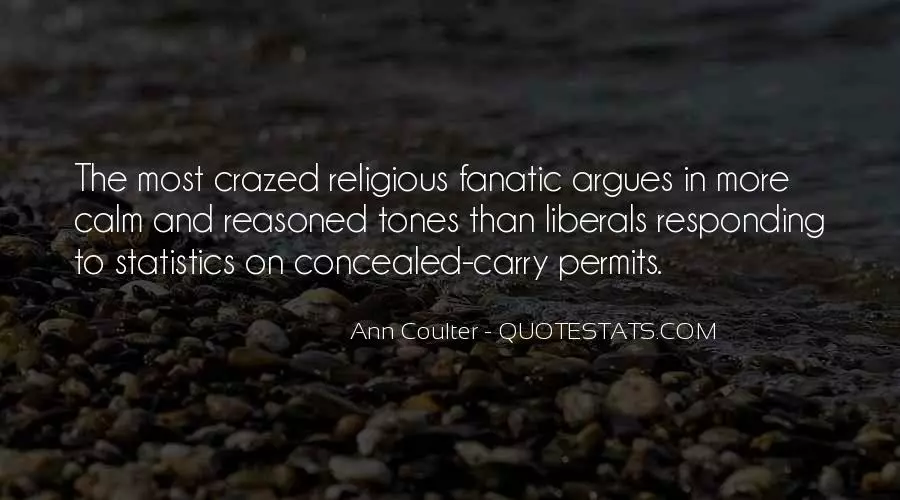 The most crazed religious fanatic argues in more
calm and reasoned tones than liberals responding
to statistics on concealed-carry permits.
Ann Coulter - QUOTESTATS.COM